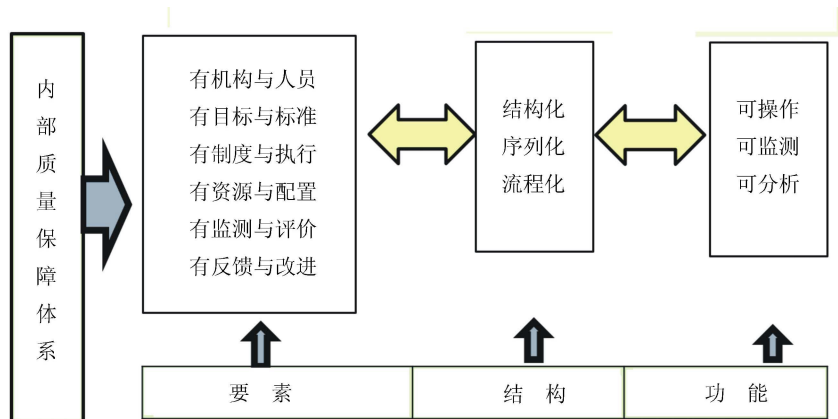 内部质量保障体系
有机构与人员
有目标与标准
有制度与执行
有资源与配置
有监测与评价
有反馈与改进
结构化
序列化
流程化
可操作
可监测
可分析
要 素
结 构
功 能